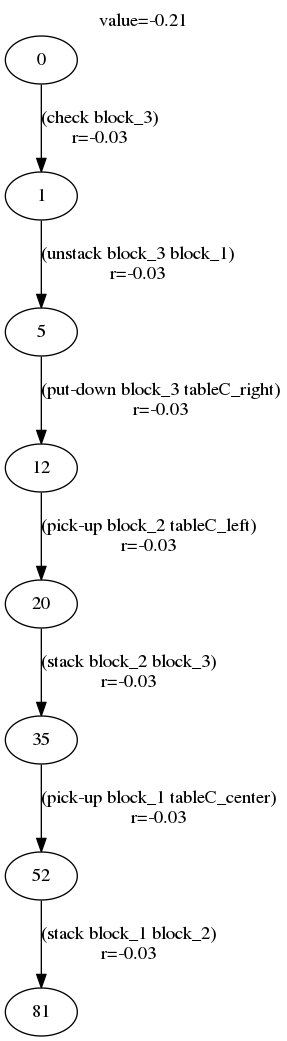 value=-0.21
0
(check block_3)
r=-0.03
1
(unstack block_3 block_1)
r=-0.03
5
(put-down block_3 tableC_right)
r=-0.03
12
(pick-up block_2 tableC_left)
r=-0.03
20
(stack block_2 block_3)
r=-0.03
35
(pick-up block_1 tableC_center)
r=-0.03
52
(stack block_1 block_2)
r=-0.03
81